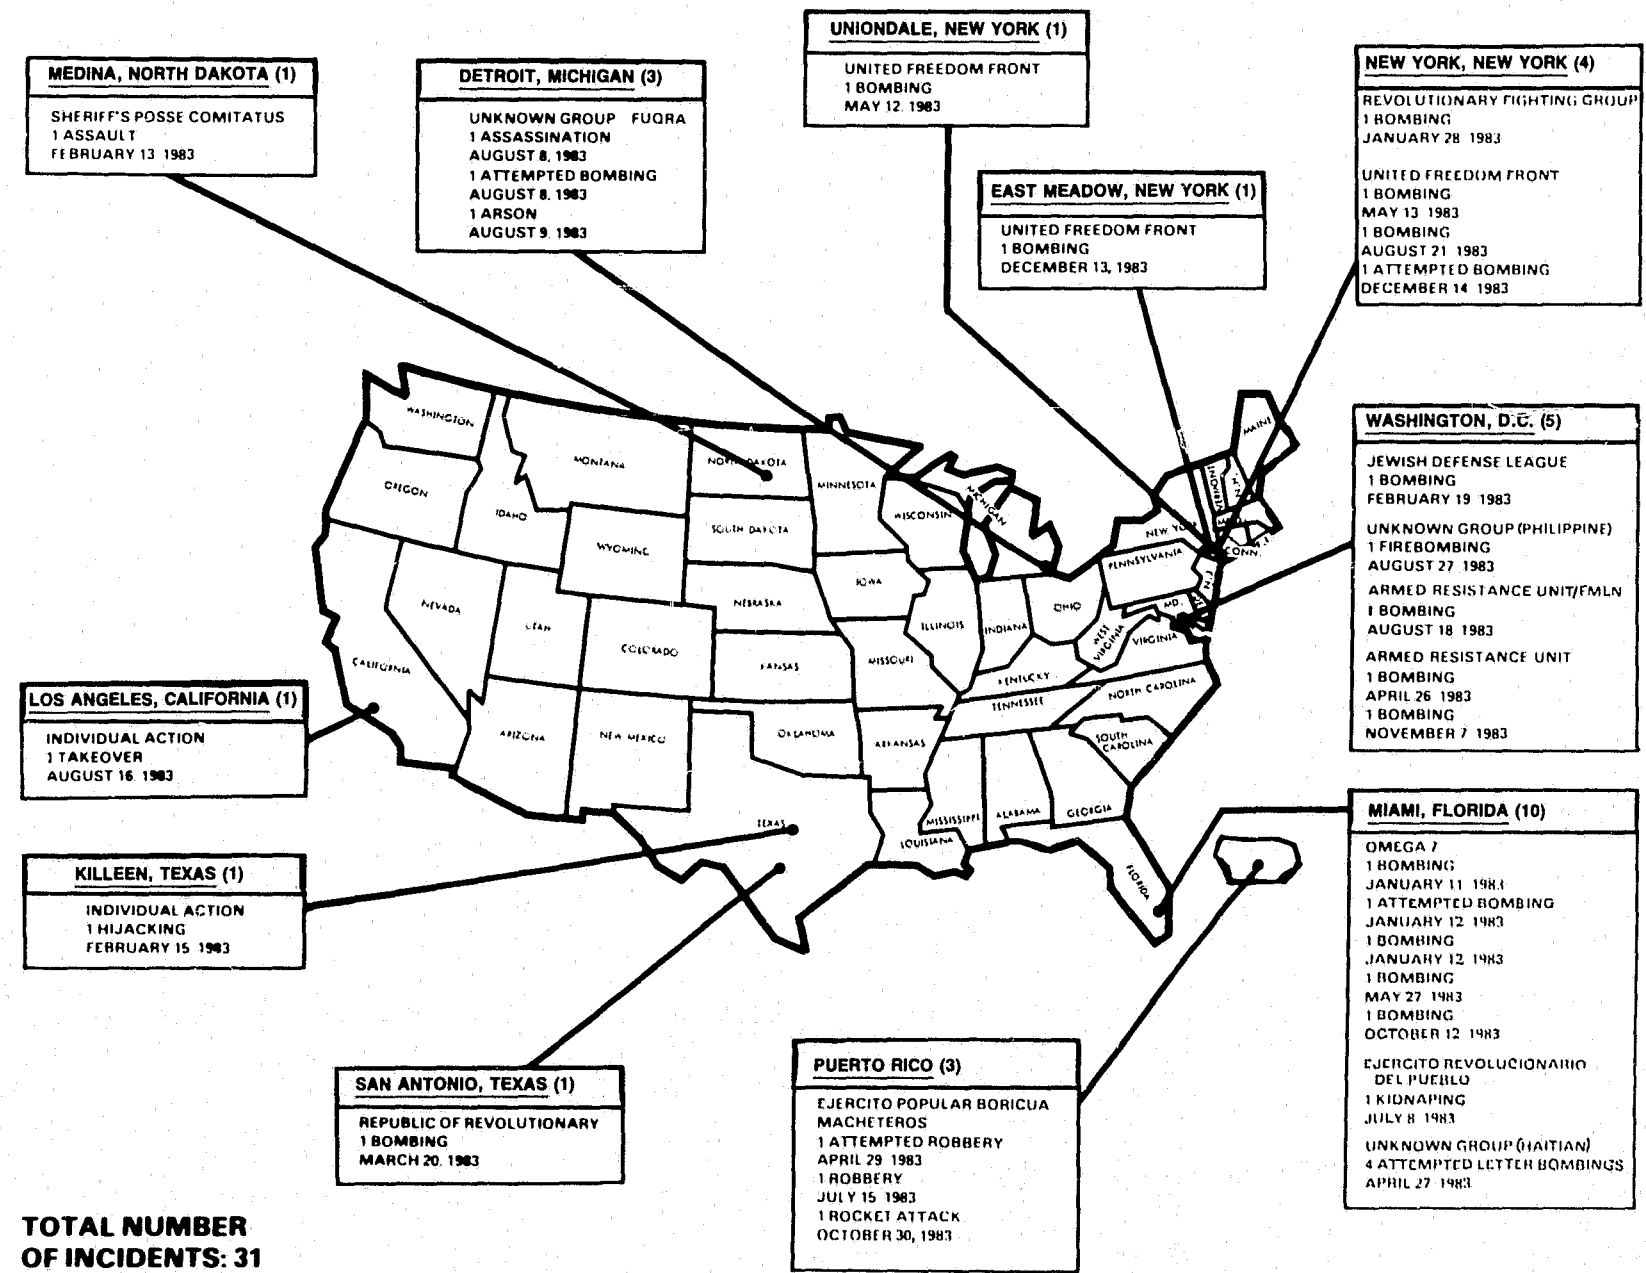 UNIONDALE, NEW YORK (1)
UNITED FREEDOM FRONT
1 BOMBING
MAY 12, 1983
MEDINA, NORTH DAKOTA (1)
SHERIFF'S POSSE COMITATUS
1 ASSAULT
FEBRUARY 13 1983
DETROIT, MICHIGAN (3)
UNKNOWN GROUP FUQRA
1 ASSASSINATION
AUGUST 8, 1983
1 ATTEMPTED BOMBING
AUGUST 8, 1983
1 ARSON
AUGUST 9, 1983
NEW YORK, NEW YORK (4)
REVOLUTIONARY FIGHTING GROUP
1 BOMBING
JANUARY 28 1983
UNITED FREEDOM FRONT
1 BOMBING
MAY 13 1983
1 BOMBING
AUGUST 21 1983
1 ATTEMPTED BOMBING
DECEMBER 14 1983
EAST MEADOW, NEW YORK (1)
UNITED FREEDOM FRONT
1 BOMBING
DECEMBER 13, 1983
WASHINGTON, D.C. (5)
JEWISH DEFENSE LEAGUE
1 BOMBING
FEBRUARY 19 1983
UNKNOWN GROUP (PHILIPPINE)
1 FIREBOMBING
AUGUST 27 1983
ARMED RESISTANCE UNIT/FMLN
1 BOMBING
AUGUST 18 1983
ARMED RESISTANCE UNIT
1 BOMBING
APRIL 26 1983
1 BOMBING
NOVEMBER 7 1983
WASHINGTON
MONTANA
NORTH DAKOTA
MINNESOTA
MICHIGAN
MAINE
VERMONT
N.H.
OREGON
IDAHO
WYOMING
SOUTH DAKOTA
WISCONSIN
NEW YORK
MASS.
CONN.
R.I.
PENNSYLVANIA
N.J.
NEVADA
UTAH
COLORADO
NEBRASKA
IOWA
ILLINOIS
INDIANA
OHIO
WEST VIRGINIA
MD.
VIRGINIA
CALIFORNIA
KANSAS
MISSOURI
KENTUCKY
TENNESSEE
NORTH CAROLINA
ARIZONA
NEW MEXICO
OKLAHOMA
ARKANSAS
SOUTH CAROLINA
TEXAS
LOUISIANA
MISSISSIPPI
ALABAMA
GEORGIA
FLORIDA
LOS ANGELES, CALIFORNIA (1)
INDIVIDUAL ACTION
1 TAKEOVER
AUGUST 16, 1983
KILLEEN, TEXAS (1)
INDIVIDUAL ACTION
1 HIJACKING
FEBRUARY 15 1983
MIAMI, FLORIDA (10)
OMEGA 7
1 BOMBING
JANUARY 11 1983
1 ATTEMPTED BOMBING
JANUARY 12 1983
1 BOMBING
JANUARY 12 1983
1 BOMBING
MAY 27 1983
1 BOMBING
OCTOBER 12 1983
EJERCITO REVOLUCIONARIO
DEL PUEBLO
1 KIDNAPING
JULY 8 1983
UNKNOWN GROUP (HAITIAN)
4 ATTEMPTED LETTER BOMBINGS
APRIL 27 1983
SAN ANTONIO, TEXAS (1)
REPUBLIC OF REVOLUTIONARY
1 BOMBING
MARCH 20, 1983
PUERTO RICO (3)
EJERCITO POPULAR BORICUA
MACHETEROS
1 ATTEMPTED ROBBERY
APRIL 29 1983
1 ROBBERY
JULY 15 1983
1 ROCKET ATTACK
OCTOBER 30, 1983
TOTAL NUMBER
OF INCIDENTS: 31